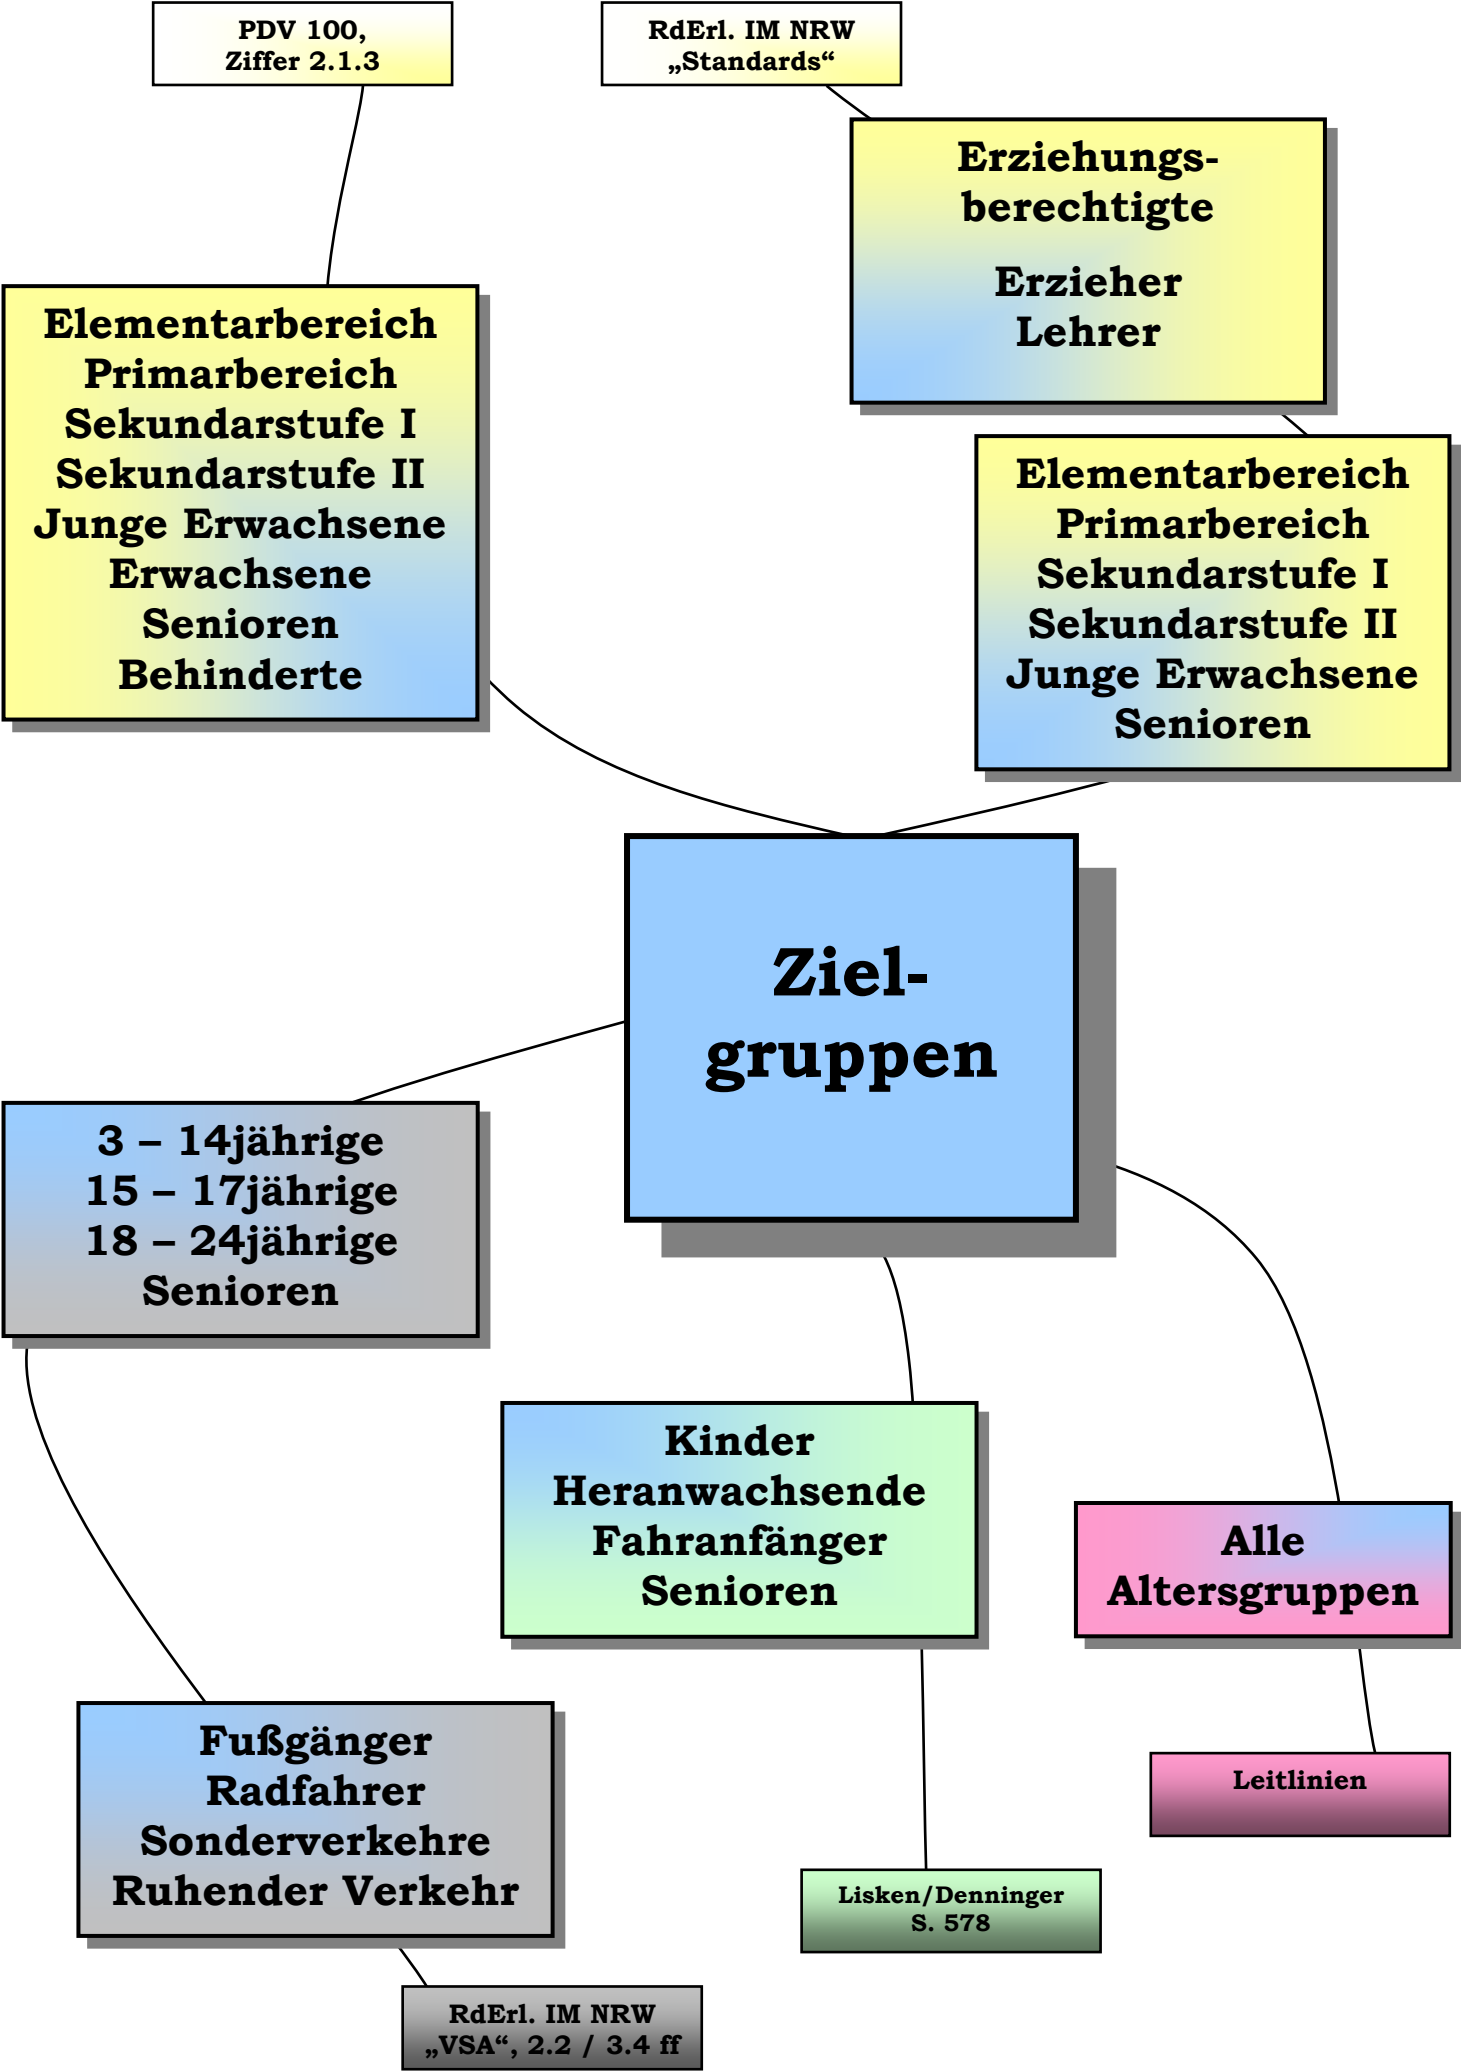 PDV 100,
Ziffer 2.1.3
RdErl. IM NRW
„Standards“
Erziehungs-
berechtigte
Erzieher
Lehrer
Elementarbereich
Primarbereich
Sekundarstufe I
Sekundarstufe II
Junge Erwachsene
Erwachsene
Senioren
Behinderte
Elementarbereich
Primarbereich
Sekundarstufe I
Sekundarstufe II
Junge Erwachsene
Senioren
Ziel-
gruppen
3 – 14jährige
15 – 17jährige
18 – 24jährige
Senioren
Kinder
Heranwachsende
Fahranfänger
Senioren
Alle
Altersgruppen
Fußgänger
Radfahrer
Sonderverkehre
Ruhender Verkehr
Leitlinien
Lisken/Denninger
S. 578
RdErl. IM NRW
„VSA“, 2.2 / 3.4 ff